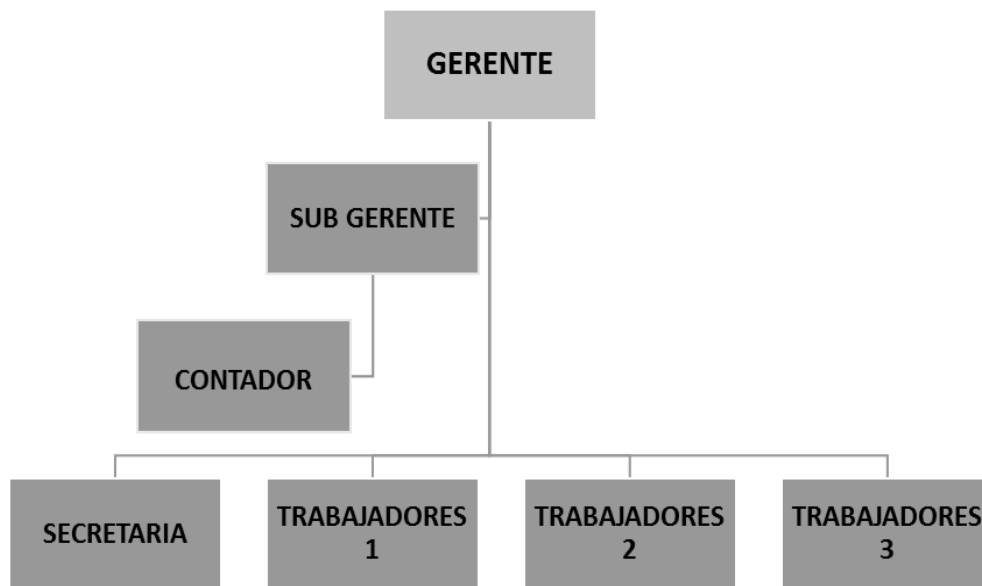 GERENTE
SUB GERENTE
CONTADOR
SECRETARIA
TRABAJADORES
1
TRABAJADORES
2
TRABAJADORES
3